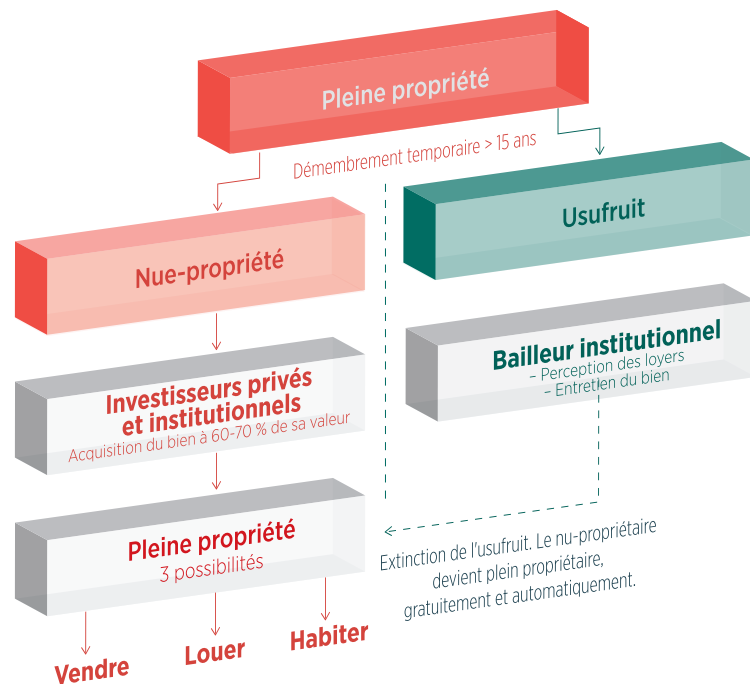 Pleine propriété
Démembrement temporaire > 15 ans
Nue-propriété
Usufruit
Investisseurs privés
et institutionnels
Acquisition du bien à 60-70 % de sa valeur
Bailleur institutionnel
– Perception des loyers
– Entretien du bien
Pleine propriété
3 possibilités
Extinction de l'usufruit. Le nu-propriétaire
devient plein propriétaire,
gratuitement et automatiquement.
Vendre
Louer
Habiter